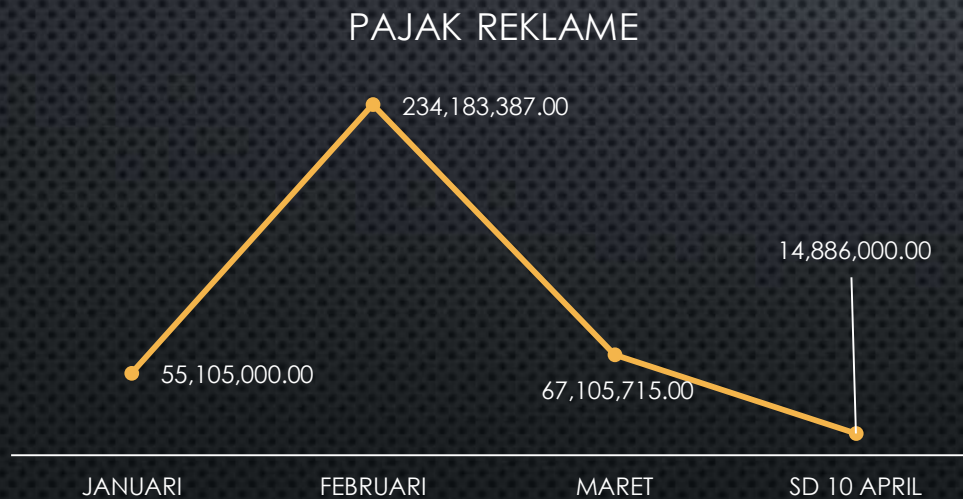 PAJAK REKLAME
234,183,387.00
14,886,000.00
55,105,000.00
67,105,715.00
JANUARI
FEBRUARI
MARET
SD 10 APRIL